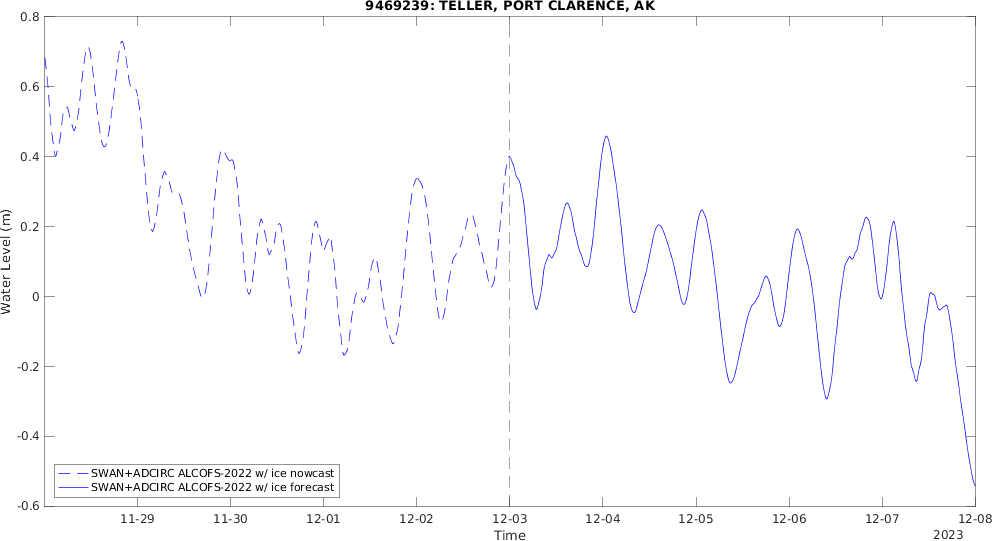 9469239: TELLER, PORT CLARENCE, AK
0.8
0.6
0.4
0.2
0
-0.2
-0.4
-0.6
Water Level (m)
SWAN+ADCIRC ALCOFS-2022 w/ ice nowcast
SWAN+ADCIRC ALCOFS-2022 w/ ice forecast
11-29 11-30 12-01 12-02 12-03 12-04 12-05 12-06 12-07 12-08
Time
2023